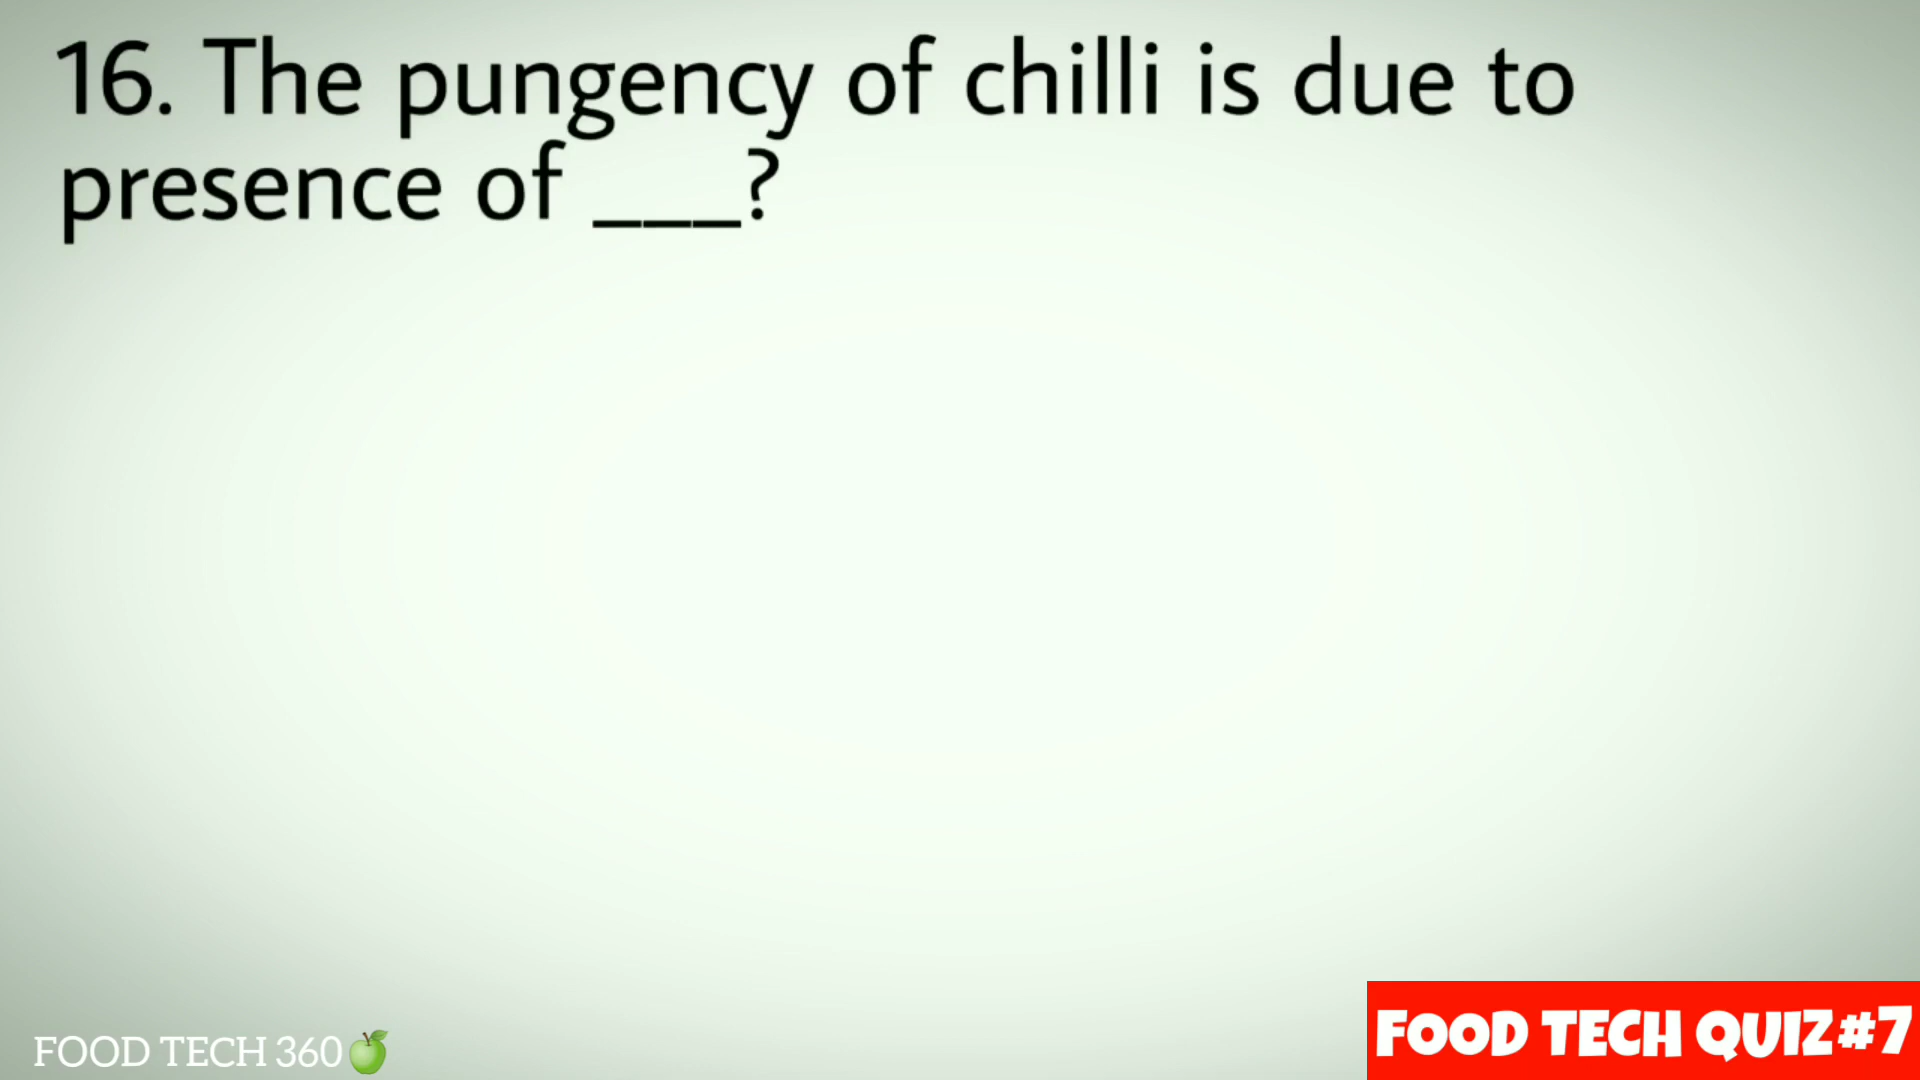 16. The pungency of chilli is due to
presence of ___?
FOOD TECH 360
FOOD TECH QUIZ#7